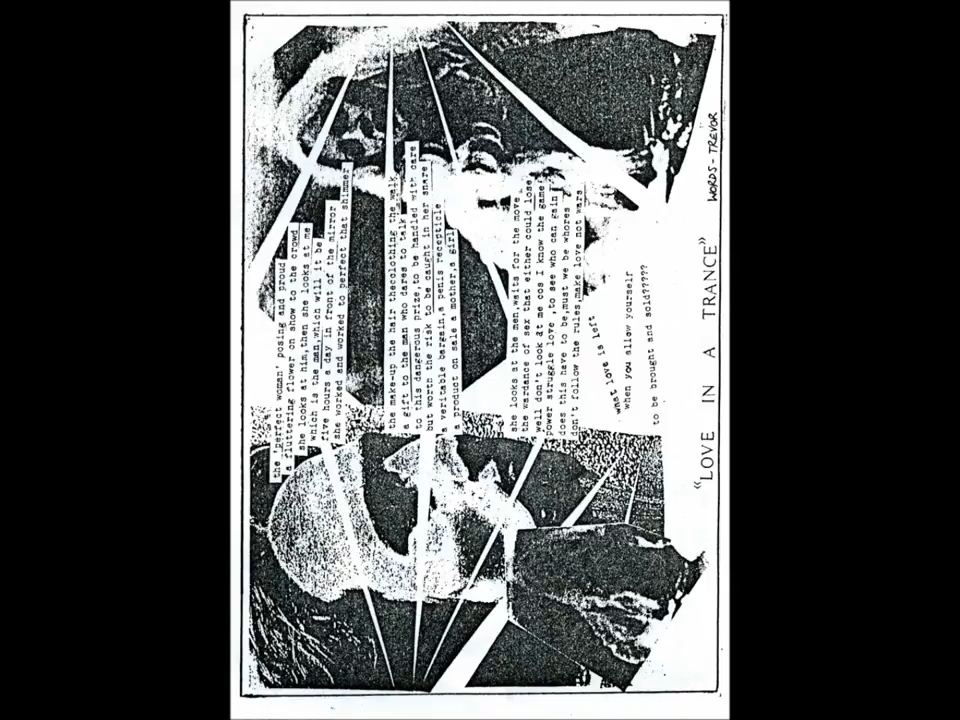 the 'perfect woman' posing and proud
a fluttering flower on show to the crowd
she looks at him,then she looks at me
which is the man,which will it be
five hours a day in front of the mirror
she worked and worked to perfect that shimmer
the make-up the hair thecclothing the walk
a gift to the man who dares to talk
to this dangerous prize,to be handled with care
but worth the risk to be caught in her snare
a veritable bargain,a penis recepticle
a product on sale a mother,a girl
she looks at the men,waits for the move
the wardance of sex that either could lose
well don't look at me cos I know the game
power struggle love ,to see who can gain
does this have to be,must we be whores
don't follow the rules,make love not wars
what love is left
when you allow yourself
to be brought and sold?????
"LOVE IN A TRANCE"
WORDS - TREVOR